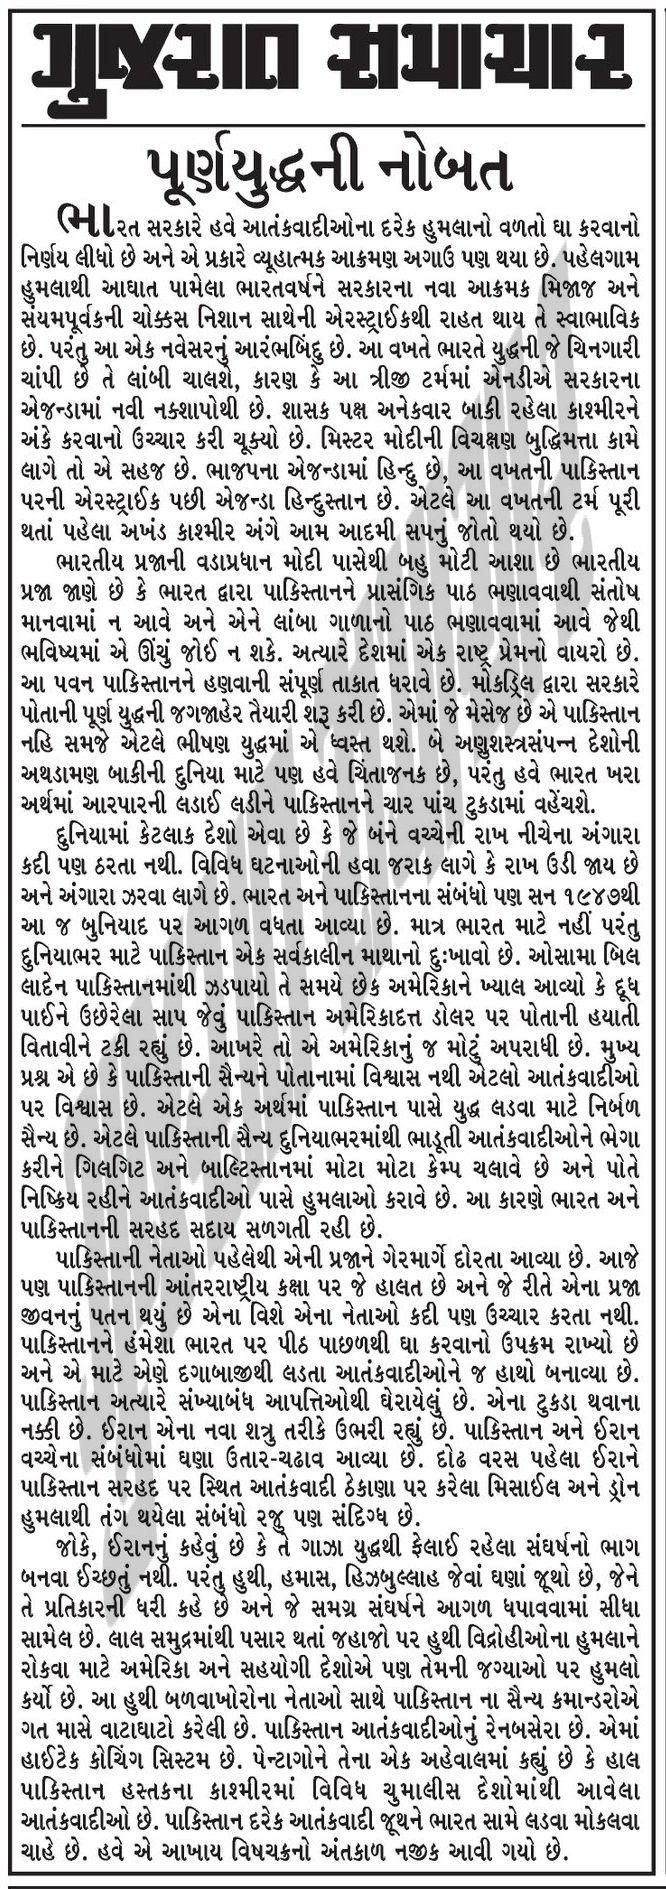 ગુજરાત સમાચાર
પૂર્ણયુદ્ધની નોબત
ભારત સરકારે હવે આતંકવાદીઓના દરેક હુમલાનો વળતો ઘા કરવાનો
નિર્ણય લીધો છે અને એ પ્રકારે વ્યૂહાત્મક આક્રમણ અગાઉ પણ થયા છે. પહેલગામ
હુમલાથી આઘાત પામેલા ભારતવર્ષને સરકારના નવા આક્રમક મિજાજ અને
સંયમપૂર્વકની ચોક્કસ નિશાન સાથેની એરસ્ટ્રાઈકથી રાહત થાય તે સ્વાભાવિક
છે. પરંતુ આ એક નવેસરનું આરંભબિંદુ છે. આ વખતે ભારતે યુદ્ધની જે ચિનગારી
ચાંપી છે તે લાંબી ચાલશે, કારણ કે આ ત્રીજી ટર્મમાં એનડીએ સરકારના
એજન્ડામાં નવી નક્શાપોથી છે. શાસક પક્ષ અનેકવાર બાકી રહેલા કાશ્મીરને
અંકે કરવાનો ઉચ્ચાર કરી ચૂક્યો છે. મિસ્ટર મોદીની વિચક્ષણ બુદ્ધિમત્તા કામે
લાગે તો એ સહજ છે. ભાજપના એજન્ડામાં હિન્દુ છે, આ વખતની પાકિસ્તાન
પરની એરસ્ટ્રાઈક પછી એજન્ડા હિન્દુસ્તાન છે. એટલે આ વખતની ટર્મ પૂરી
થતાં પહેલા અખંડ કાશ્મીર અંગે આમ આદમી સપનું જોતો થયો છે.
ભારતીય પ્રજાની વડાપ્રધાન મોદી પાસેથી બહુ મોટી આશા છે ભારતીય
પ્રજા જાણે છે કે ભારત દ્વારા પાકિસ્તાનને પ્રાસંગિક પાઠ ભણાવવાથી સંતોષ
માનવામાં ન આવે અને એને લાંબા ગાળાનો પાઠ ભણાવવામાં આવે જેથી
ભવિષ્યમાં એ ઊંચું જોઈ ન શકે. અત્યારે દેશમાં એક રાષ્ટ્ર પ્રેમનો વાયરો છે.
આ પવન પાકિસ્તાનને હણવાની સંપૂર્ણ તાકાત ધરાવે છે. મોકડ્રિલ દ્વારા સરકારે
પોતાની પૂર્ણ યુદ્ધની જગજાહેર તૈયારી શરૂ કરી છે. એમાં જે મેસેજ છે એ પાકિસ્તાન
નહિ સમજે એટલે ભીષણ યુદ્ધમાં એ ધ્વસ્ત થશે. બે અણુશસ્ત્રસંપન્ન દેશોની
અથડામણ બાકીની દુનિયા માટે પણ હવે ચિંતાજનક છે, પરંતુ હવે ભારત ખરા
અર્થમાં આરપારની લડાઈ લડીને પાકિસ્તાનને ચાર પાંચ ટુકડામાં વહેંચશે.
દુનિયામાં કેટલાક દેશો એવા છે કે જે બંને વચ્ચેની રાખ નીચેના અંગારા
કદી પણ ઠરતા નથી. વિવિધ ઘટનાઓની હવા જરાક લાગે કે રાખ ઉડી જાય છે
અને અંગારા ઝરવા લાગે છે. ભારત અને પાકિસ્તાનના સંબંધો પણ સન ૧૯૪૭થી
આ જ બુનિયાદ પર આગળ વધતા આવ્યા છે. માત્ર ભારત માટે નહીં પરંતુ
દુનિયાભર માટે પાકિસ્તાન એક સર્વકાલીન માથાનો દુઃખાવો છે. ઓસામા બિલ
લાદેન પાકિસ્તાનમાંથી ઝડપાયો તે સમયે છેક અમેરિકાને ખ્યાલ આવ્યો કે દૂધ
પાઈને ઉછેરેલા સાપ જેવું પાકિસ્તાન અમેરિકાદત્ત ડોલર પર પોતાની હયાતી
વિતાવીને ટકી રહ્યું છે. આખરે તો એ અમેરિકાનું જ મોટું અપરાધી છે. મુખ્ય
પ્રશ્ન એ છે કે પાકિસ્તાની સૈન્યને પોતાનામાં વિશ્વાસ નથી એટલો આતંકવાદીઓ
પર વિશ્વાસ છે. એટલે એક અર્થમાં પાકિસ્તાન પાસે યુદ્ધ લડવા માટે નિર્બળ
સૈન્ય છે. એટલે પાકિસ્તાની સૈન્ય દુનિયાભરમાંથી ભાડૂતી આતંકવાદીઓને ભેગા
કરીને ગિલગિટ અને બાલ્ટિસ્તાનમાં મોટા મોટા કેમ્પ ચલાવે છે અને પોતે
નિષ્ક્રિય રહીને આતંકવાદીઓ પાસે હુમલાઓ કરાવે છે. આ કારણે ભારત અને
પાકિસ્તાનની સરહદ સદાય સળગતી રહી છે.
પાકિસ્તાની નેતાઓ પહેલેથી એની પ્રજાને ગેરમાર્ગે દોરતા આવ્યા છે. આજે
પણ પાકિસ્તાનની આંતરરાષ્ટ્રીય કક્ષા પર જે હાલત છે અને જે રીતે એના પ્રજા
જીવનનું પતન થયું છે એના વિશે એના નેતાઓ કદી પણ ઉચ્ચાર કરતા નથી.
પાકિસ્તાનને હંમેશા ભારત પર પીઠ પાછળથી ઘા કરવાનો ઉપક્રમ રાખ્યો છે
અને એ માટે એણે દગાબાજીથી લડતા આતંકવાદીઓને જ હાથો બનાવ્યા છે.
પાકિસ્તાન અત્યારે સંખ્યાબંધ આપત્તિઓથી ઘેરાયેલું છે. એના ટુકડા થવાના
નક્કી છે. ઈરાન એના નવા શત્રુ તરીકે ઉભરી રહ્યું છે. પાકિસ્તાન અને ઈરાન
વચ્ચેના સંબંધોમાં ઘણા ઉતાર-ચઢાવ આવ્યા છે. દોઢ વરસ પહેલા ઈરાને
પાકિસ્તાન સરહદ પર સ્થિત આતંકવાદી ઠેકાણા પર કરેલા મિસાઈલ અને ડ્રોન
હુમલાથી તંગ થયેલા સંબંધો રજુ પણ સંદિગ્ધ છે.
જોકે, ઈરાનનું કહેવું છે કે તે ગાઝા યુદ્ધથી ફેલાઈ રહેલા સંઘર્ષનો ભાગ
બનવા ઈચ્છતું નથી. પરંતુ હુથી, હમાસ, હિઝબુલ્લાહ જેવાં ઘણાં જૂથો છે, જેને
તે પ્રતિકારની ધરી કહે છે અને જે સમગ્ર સંઘર્ષને આગળ ધપાવવામાં સીધા
સામેલ છે. લાલ સમુદ્રમાંથી પસાર થતાં જહાજો પર હુથી વિદ્રોહીઓના હુમલાને
રોકવા માટે અમેરિકા અને સહયોગી દેશોએ પણ તેમની જગ્યાઓ પર હુમલો
કર્યો છે. આ હુથી બળવાખોરોના નેતાઓ સાથે પાકિસ્તાન ના સૈન્ય કમાન્ડરોએ
ગત માસે વાટાઘાટો કરેલી છે. પાકિસ્તાન આતંકવાદીઓનું રેનબસેરા છે. એમાં
હાઈટેક કોચિંગ સિસ્ટમ છે. પેન્ટાગોને તેના એક અહેવાલમાં કહ્યું છે કે હાલ
પાકિસ્તાન હસ્તકના કાશ્મીરમાં વિવિધ ચુમાલીસ દેશોમાંથી આવેલા
આતંકવાદીઓ છે. પાકિસ્તાન દરેક આતંકવાદી જૂથને ભારત સામે લડવા મોકલવા
ચાહે છે. હવે એ આખાય વિષચક્રનો અંતકાળ નજીક આવી ગયો છે.